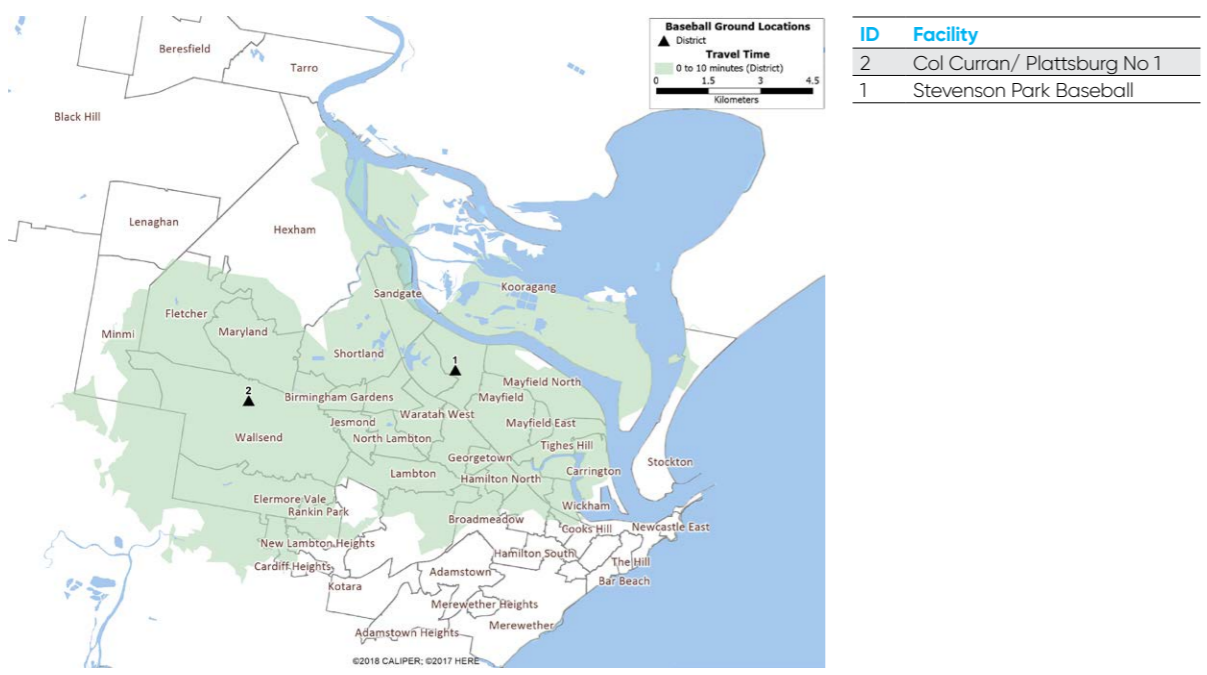 Baseball Ground Locations
District
Travel Time
0 to 10 minutes (District)
0 1.5 3 4.5
Kilometers
ID Facility
2 Col Curran/ Plattsburg No 1
1 Stevenson Park Baseball
Beresfield
Tarro
Black Hill
Lenaghan
Hexham
Kooragang
Sandgate
Fletcher
Maryland
Minmi
Shortland
1
Mayfield North
2
Birmingham Gardens
Mayfield
Waratah West
Jesmond
Mayfield East
Wallsend
North Lambton
Tighes Hill
Georgetown
Stockton
Lambton
Hamilton North
Carrington
Elermore Vale
Rankin Park
Wickham
Broadmeadow
Cooks Hill
Newcastle East
New Lambton Heights
Hamilton South
Cardiff Heights
The Hill
Adamstown
Bar Beach
Kotara
Merewether Heights
Merewether
Adamstown Heights
©2018 CALIPER; ©2017 HERE